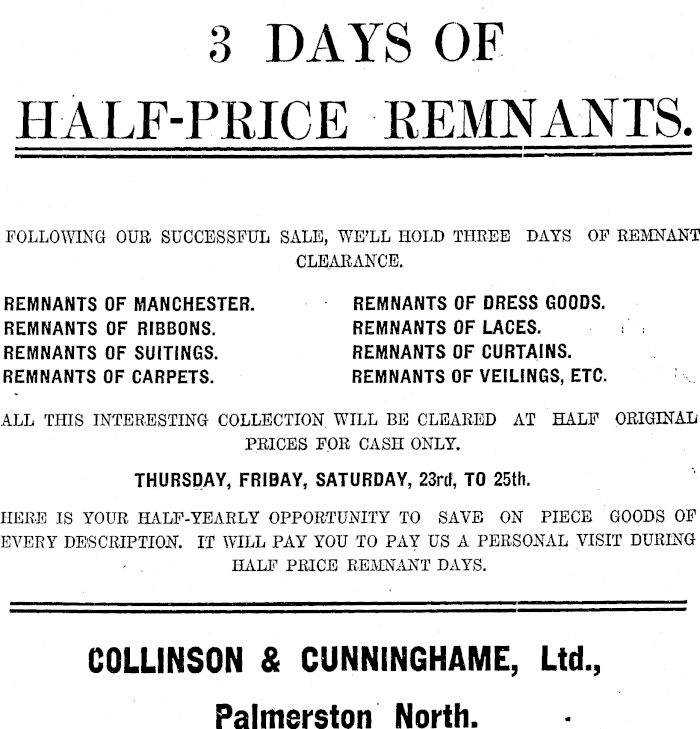 3 DAYS OF
HALF-PRICE REMNANTS.
FOLLOWING OUR SUCCESSFUL SALE, WE'LL HOLD THREE DAYS OF REMNANT
CLEARANCE.
REMNANTS OF MANCHESTER. REMNANTS OF DRESS GOODS.
REMNANTS OF RIBBONS. REMNANTS OF LACES.
REMNANTS OF SUITINGS. REMNANTS OF CURTAINS.
REMNANTS OF CARPETS. REMNANTS OF VEILINGS, ETC.
ALL THIS INTERESTING COLLECTION WILL BE CLEARED AT HALF ORIGINAL
PRICES FOR CASH ONLY.
THURSDAY, FRIBAY, SATURDAY, 23rd, TO 25th.
HERE IS YOUR HALF-YEARLY OPPORTUNITY TO SAVE ON PIECE GOODS OF
EVERY DESCRIPTION. IT WILL PAY YOU TO PAY US A PERSONAL VISIT DURING
HALF PRICE REMNANT DAYS.
COLLINSON & CUNNINGHAME, Ltd.,
Palmerston North.